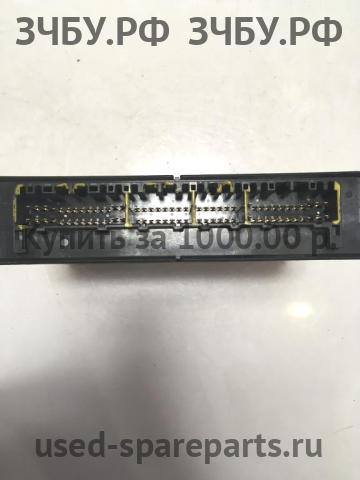 ЗЧБУ.РФ ЗЧБУ.РФ
Купить за 1000.00 р.
used-spareparts.ru